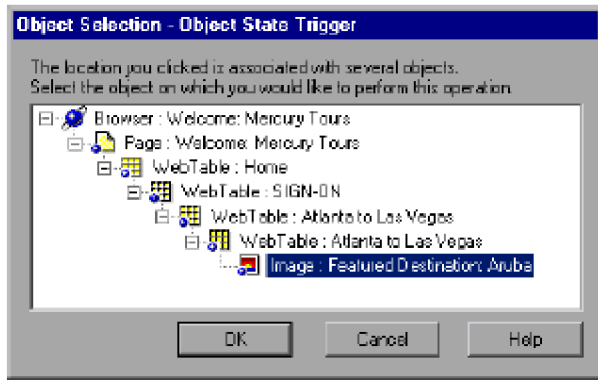 Object Selection - Object State Trigger
The location you clicked is associated with several objects.
Select the object on which you would like to perform this operation.
Browser : Welcome: Mercury Tours
Page : Welcome: Mercury Tours
WebTable : Home
WebTable : SIGN-ON
WebTable : Atlanta to Las Vegas
WebTable : Atlanta to Las Vegas
Image : Featured Destination: Aruba
OK Cancel Help